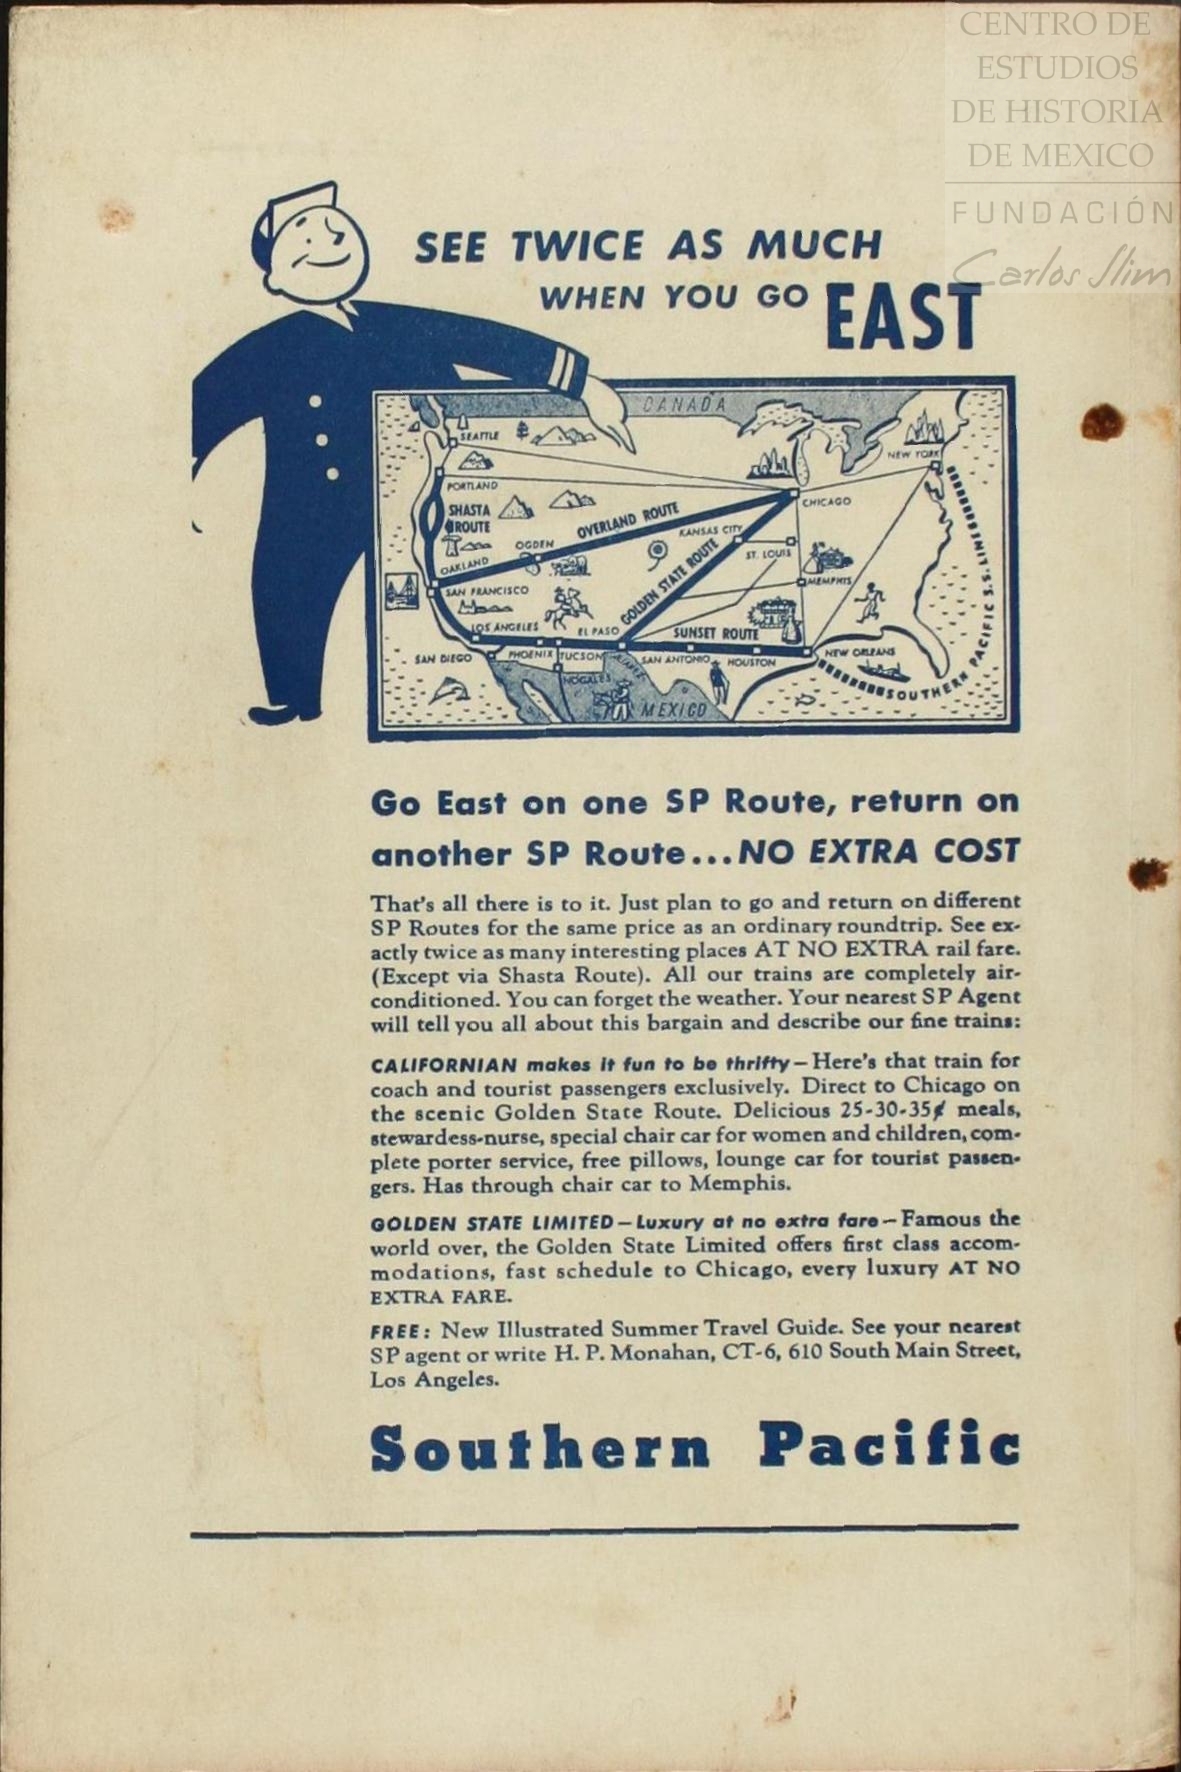 CENTRO DE
ESTUDIOS
DE HISTORIA
DE MEXICO
FUNDACIÓN
Carlos Slim
SEE TWICE AS MUCH
WHEN YOU GO EAST
CANADA
SEATTLE
NEW YORK
PORTLAND
CHICAGO
SHASTA
ROUTE
OVERLAND ROUTE
KANSAS CITY
OGDEN
ST. LOUIS
OAKLAND
GOLDEN STATE ROUTE
MEMPHIS
SAN FRANCISCO
LOS ANGELES
EL PASO
SUNSET ROUTE
SAN DIEGO
PHOENIX
TUCSON
JUAREZ
SAN ANTONIO
HOUSTON
NEW ORLEANS
NOGALES
MEXICO
SOUTHERN PACIFIC S.S. LINES
Go East on one SP Route, return on
another SP Route...NO EXTRA COST
That's all there is to it. Just plan to go and return on different
SP Routes for the same price as an ordinary roundtrip. See ex-
actly twice as many interesting places AT NO EXTRA rail fare.
(Except via Shasta Route). All our trains are completely air-
conditioned. You can forget the weather. Your nearest SP Agent
will tell you all about this bargain and describe our fine trains:
CALIFORNIAN makes it fun to be thrifty—Here's that train for
coach and tourist passengers exclusively. Direct to Chicago on
the scenic Golden State Route. Delicious 25-30-35¢ meals,
stewardess-nurse, special chair car for women and children, com-
plete porter service, free pillows, lounge car for tourist passen-
gers. Has through chair car to Memphis.
GOLDEN STATE LIMITED—Luxury at no extra fare—Famous the
world over, the Golden State Limited offers first class accom-
modations, fast schedule to Chicago, every luxury AT NO
EXTRA FARE.
FREE: New Illustrated Summer Travel Guide. See your nearest
SP agent or write H. P. Monahan, CT-6, 610 South Main Street,
Los Angeles.
Southern Pacific